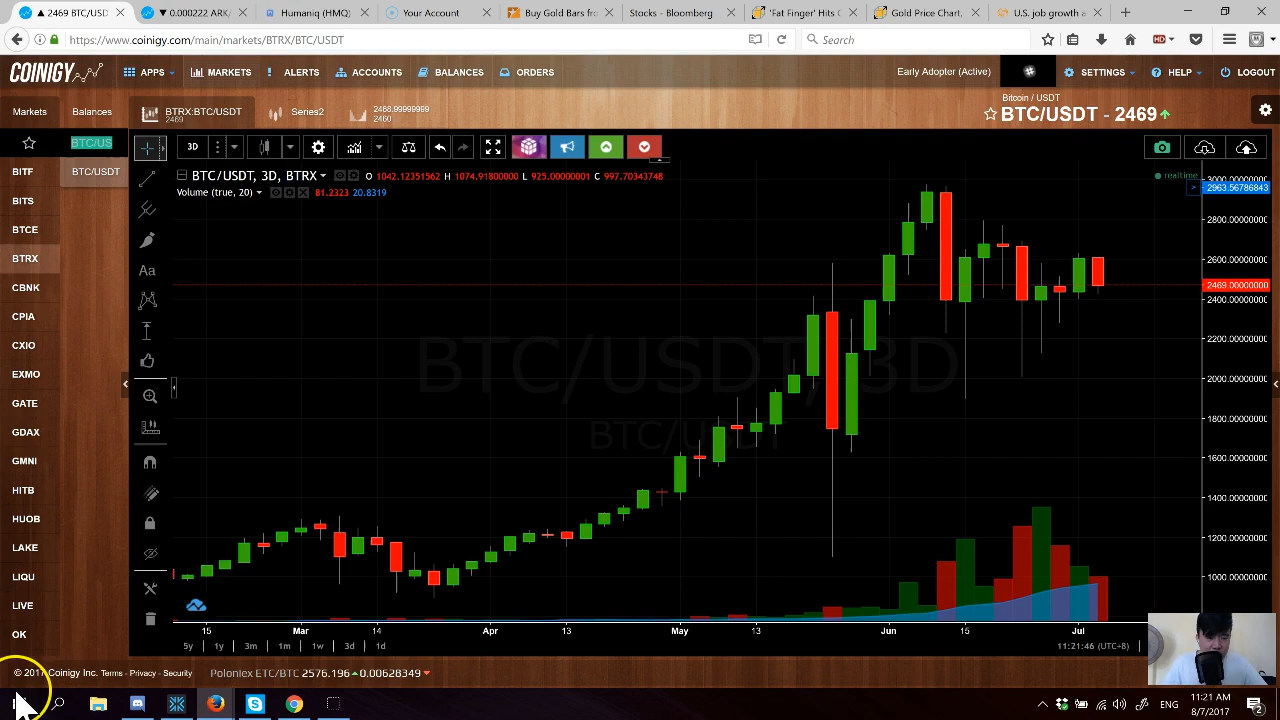 ▲ 2969 BTC/USDT
▼ 0.000222 ARK/
Humaniq (HMQ)
Your Account
Buy Gold Bars fro
Stocks - Bloomberg
'Fat Finger' Hits C
Gold Price Chart,
U.S. job growth a
https://www.coinigy.com/main/markets/BTRX/BTC/USDT
Search
COINIGY
APPS
MARKETS
ALERTS
ACCOUNTS
BALANCES
ORDERS
Early Adopter (Active)
SETTINGS
HELP
LOGOUT
Markets
Balances
BTRX:BTC/USDT
2469
Series2
2468.99999999
2460
Bitcoin / USDT
BTC/USDT - 2469
BTC/US
3D
BITF
BTC/USDT
BITS
BTCE
BTRX
CBNK
CPIA
CXIO
EXMO
GATE
GDAX
GMNI
HITB
HUOB
LAKE
LIQU
LIVE
OK
Aa
BTC/USDT, 3D, BTRX
O 1042.12351562 H 1074.91800000 L 925.00000001 C 997.70343748
Volume (true, 20)
81.2323 20.8319
realtime
BTC/USDT, 3D
BTC/USDT
3000.00000000
2963.56786843
2800.00000000
2600.00000000
2469.00000000
2400.00000000
2200.00000000
2000.00000000
1800.00000000
1600.00000000
1400.00000000
1200.00000000
1000.00000000
15 Mar 14 Apr 13 May 13 Jun 15 Jul
5y 1y 3m 1m 1w 3d 1d
11:21:46 (UTC+8)
© 2017 Coinigy Inc. Terms - Privacy - Security
Poloniex ETC/BTC 2576.196 0.00628349
ENG
11:21 AM
8/7/2017
2